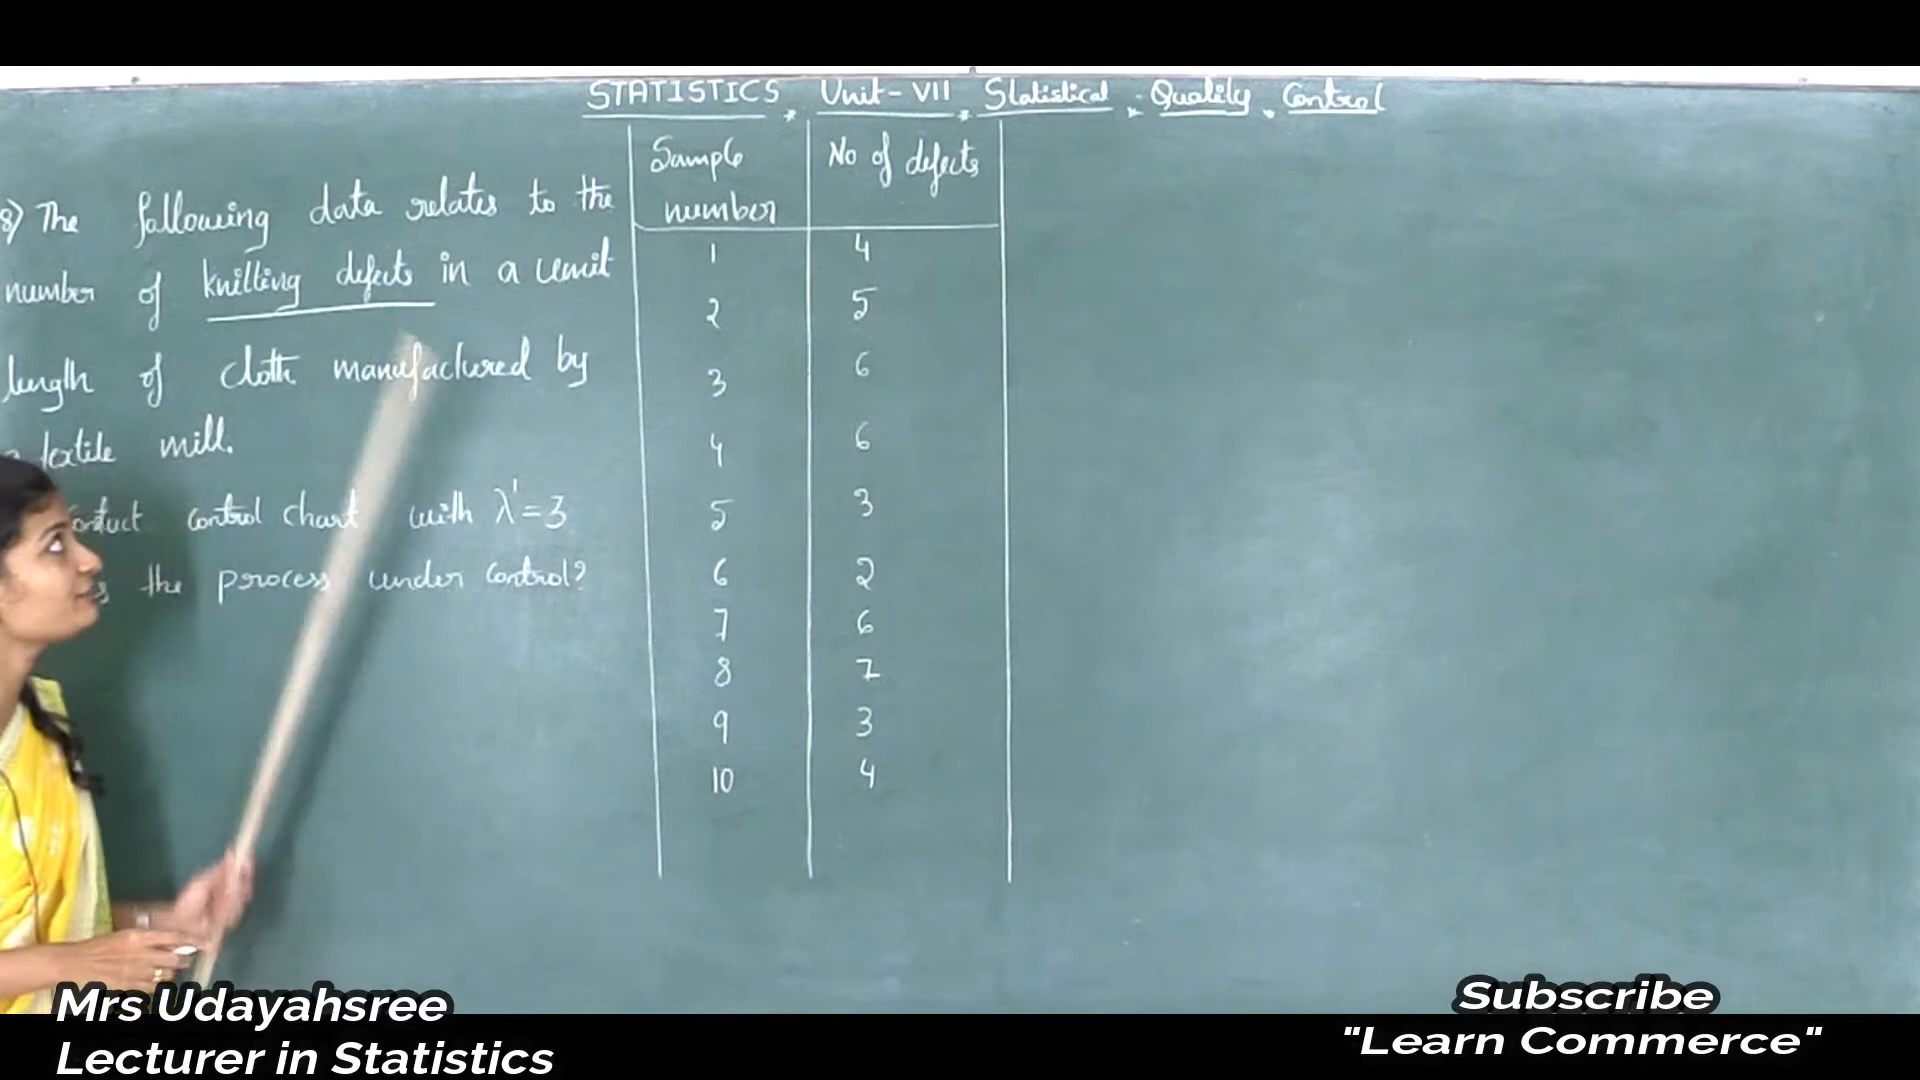 STATISTICS, Unit-VII, Statistical Quality Control
8) The following data relates to the
number of knitting defects in a unit
length of cloth manufactured by
textile mill.
control chart with λ'=3
the process under control?
Sample number No of defects
1 4
2 5
3 6
4 6
5 3
6 2
7 6
8 7
9 3
10 4
Mrs Udayahsree
Lecturer in Statistics
Subscribe
"Learn Commerce"